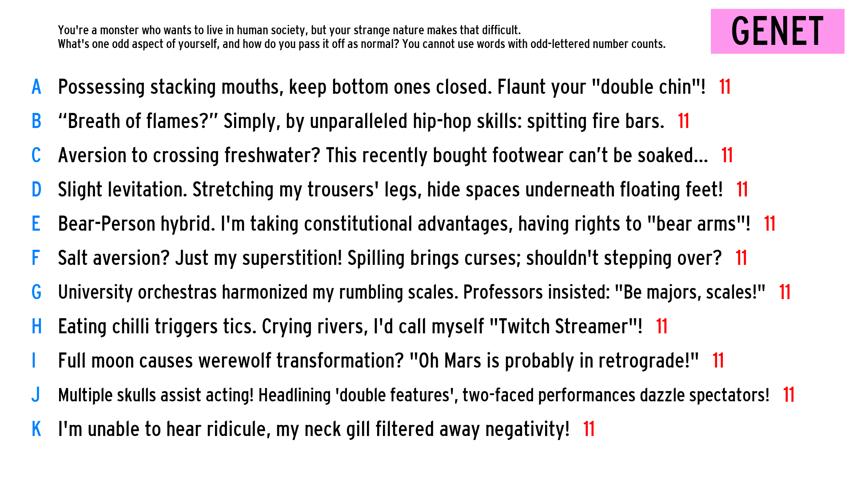 You're a monster who wants to live in human society, but your strange nature makes that difficult.
What's one odd aspect of yourself, and how do you pass it off as normal? You cannot use words with odd-lettered number counts.
GENET
A Possessing stacking mouths, keep bottom ones closed. Flaunt your "double chin"! 11
B “Breath of flames?” Simply, by unparalleled hip-hop skills: spitting fire bars. 11
C Aversion to crossing freshwater? This recently bought footwear can’t be soaked... 11
D Slight levitation. Stretching my trousers' legs, hide spaces underneath floating feet! 11
E Bear-Person hybrid. I'm taking constitutional advantages, having rights to "bear arms"! 11
F Salt aversion? Just my superstition! Spilling brings curses; shouldn't stepping over? 11
G University orchestras harmonized my rumbling scales. Professors insisted: "Be majors, scales!" 11
H Eating chilli triggers tics. Crying rivers, I'd call myself "Twitch Streamer"! 11
I Full moon causes werewolf transformation? "Oh Mars is probably in retrograde!" 11
J Multiple skulls assist acting! Headlining 'double features', two-faced performances dazzle spectators! 11
K I'm unable to hear ridicule, my neck gill filtered away negativity! 11